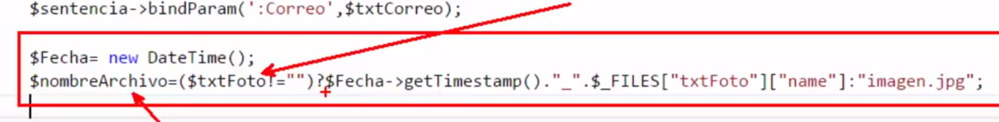 $sentencia->bindParam(':Correo',$txtCorreo);
$Fecha= new DateTime();
$nombreArchivo=($txtFoto!="")?$Fecha->getTimestamp()."_".$_FILES["txtFoto"]["name"]:"imagen.jpg";